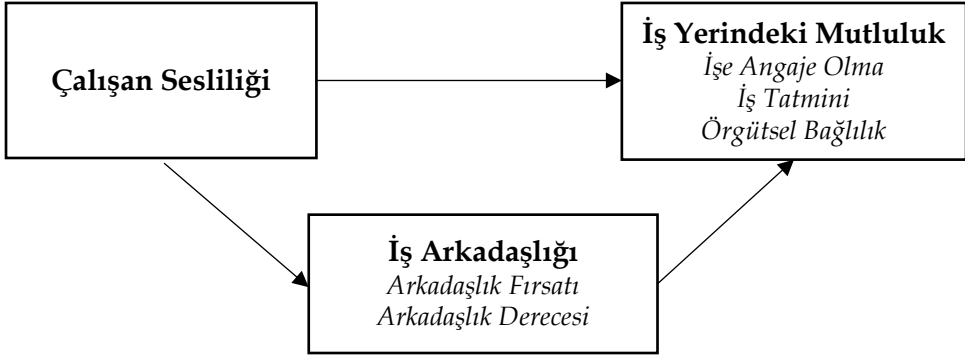 Çalışan Sesliliği
İş Yerindeki Mutluluk
İşe Angaje Olma
İş Tatmini
Örgütsel Bağlılık
İş Arkadaşlığı
Arkadaşlık Fırsatı
Arkadaşlık Derecesi